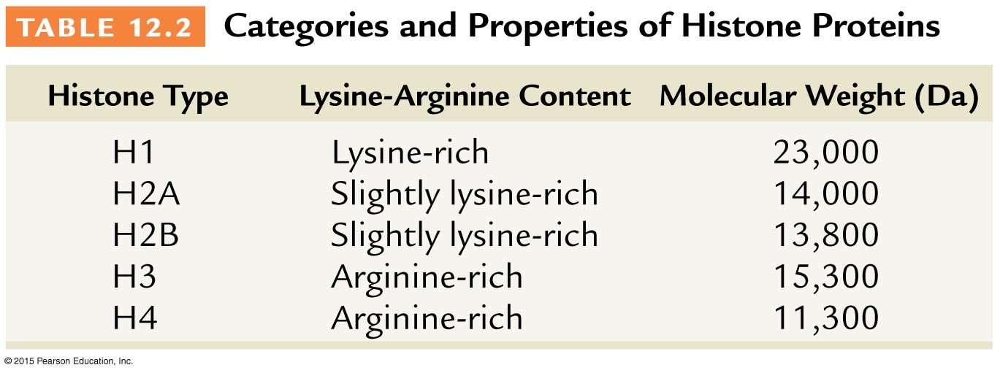 TABLE 12.2 Categories and Properties of Histone Proteins
Histone Type Lysine-Arginine Content Molecular Weight (Da)
H1 Lysine-rich 23,000
H2A Slightly lysine-rich 14,000
H2B Slightly lysine-rich 13,800
H3 Arginine-rich 15,300
H4 Arginine-rich 11,300
© 2015 Pearson Education, Inc.